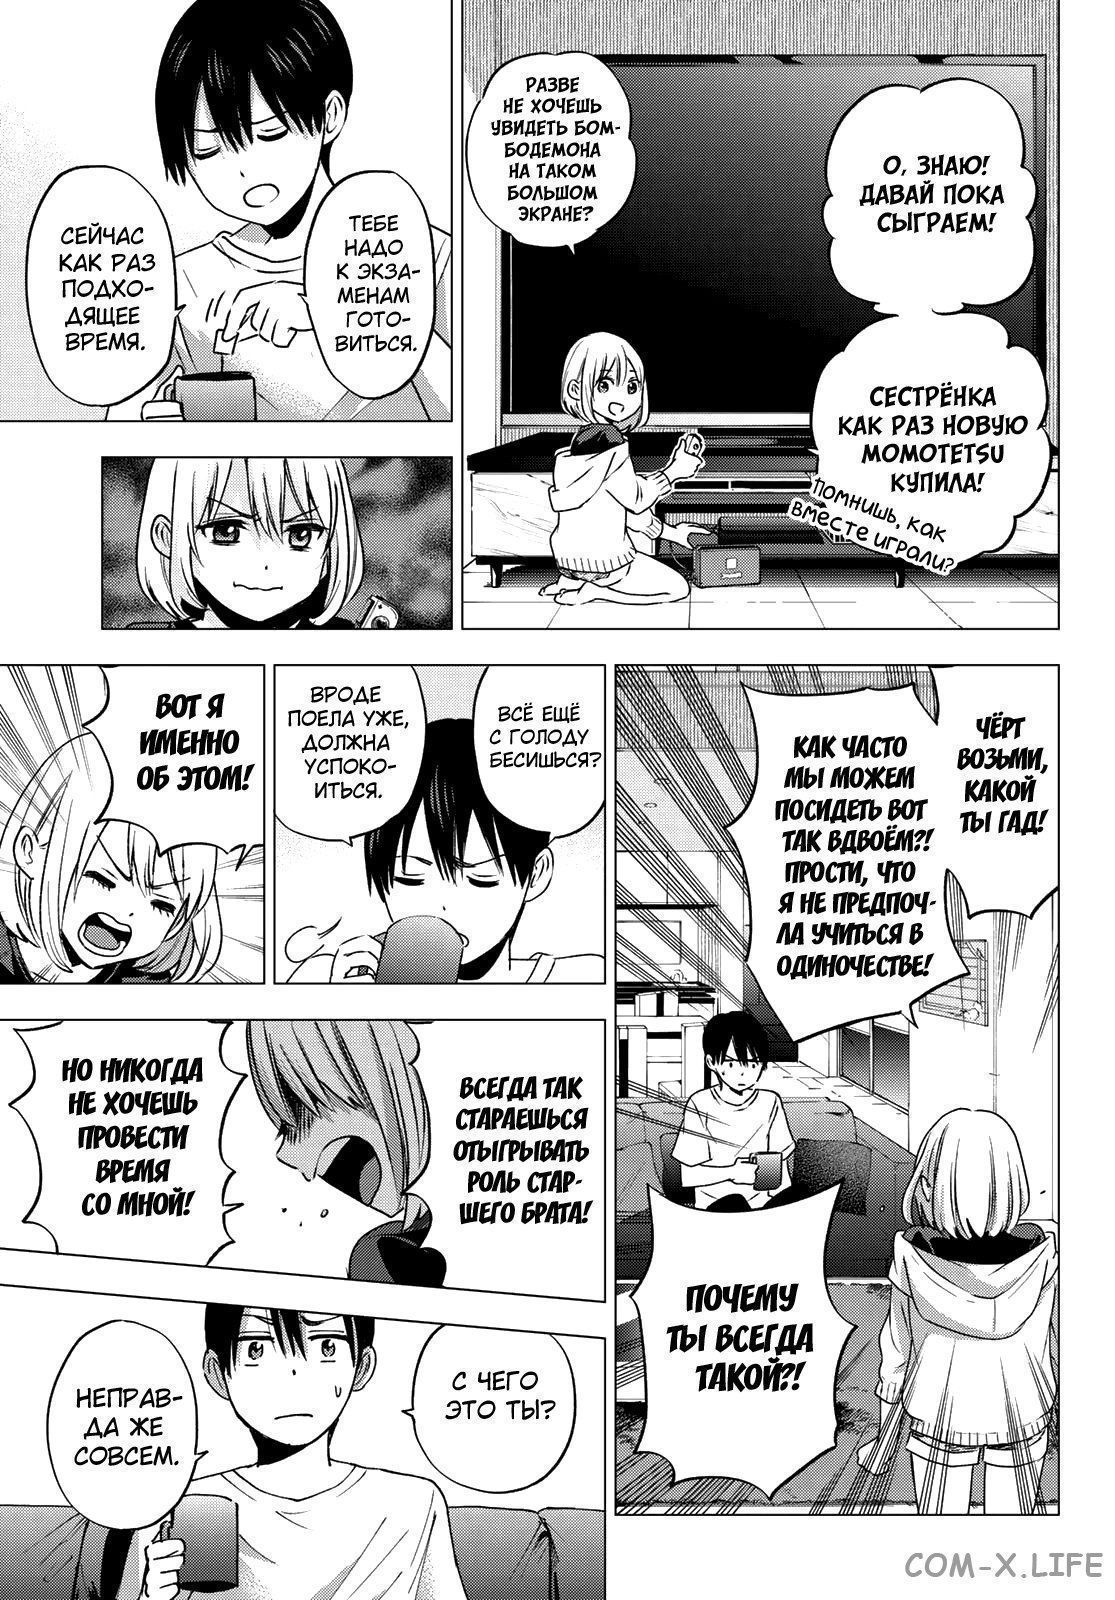 О, ЗНАЮ!
ДАВАЙ ПОКА
СЫГРАЕМ!
СЕСТРЁНКА
КАК РАЗ НОВУЮ
MOMOTETSU
КУПИЛА!
ПОМНИШЬ, КАК
ВМЕСТЕ ИГРАЛИ?
РАЗВЕ
НЕ ХОЧЕШЬ
УВИДЕТЬ БОМ-
БОДЕМОНА
НА ТАКОМ
БОЛЬШОМ
ЭКРАНЕ?
ТЕБЕ
НАДО
К ЭКЗА-
МЕНАМ
ГОТО-
ВИТЬСЯ.
СЕЙЧАС
КАК РАЗ
ПОДХО-
ДЯЩЕЕ
ВРЕМЯ.
ЧЁРТ
ВОЗЬМИ,
КАКОЙ
ТЫ ГАД!
КАК ЧАСТО
МЫ МОЖЕМ
ПОСИДЕТЬ ВОТ
ТАК ВДВОЁМ?!
ПРОСТИ, ЧТО
Я НЕ ПРЕДПОЧ-
ЛА УЧИТЬСЯ В
ОДИНОЧЕСТВЕ!
ПОЧЕМУ
ТЫ ВСЕГДА
ТАКОЙ?!
ВСЁ ЕЩЁ
С ГОЛОДУ
БЕСИШЬСЯ?
ВРОДЕ
ПОЕЛА УЖЕ,
ДОЛЖНА
УСПОКО-
ИТЬСЯ.
ВОТ Я
ИМЕННО
ОБ ЭТОМ!
ВСЕГДА ТАК
СТАРАЕШЬСЯ
ОТЫГРЫВАТЬ
РОЛЬ СТАР-
ШЕГО БРАТА!
НО НИКОГДА
НЕ ХОЧЕШЬ
ПРОВЕСТИ
ВРЕМЯ
СО МНОЙ!
С ЧЕГО
ЭТО ТЫ?
НЕПРАВ-
ДА ЖЕ
СОВСЕМ.
COM-X.LIFE